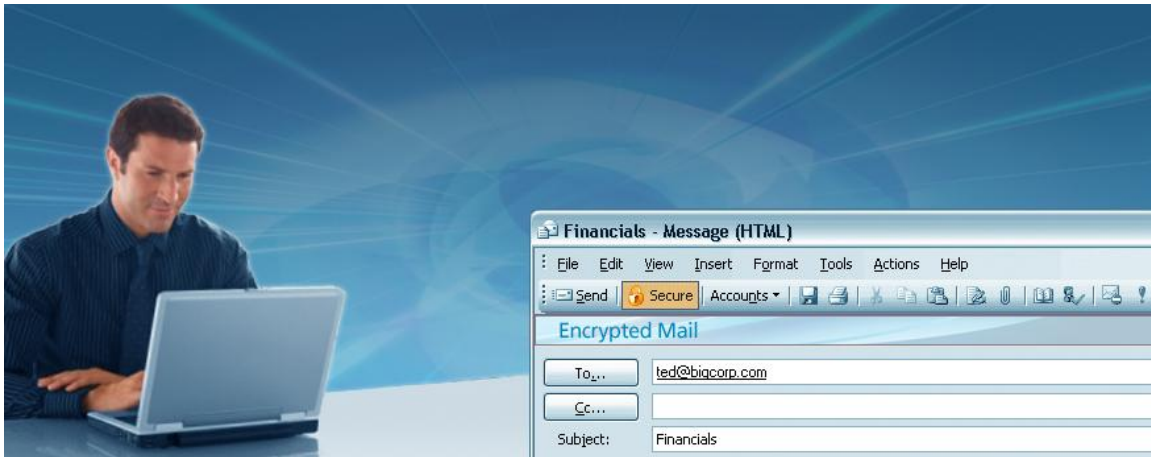 Financials - Message (HTML)
File Edit View Insert Format Tools Actions Help
Send Secure Accounts
Encrypted Mail
To... ted@bigcorp.com
Cc...
Subject: Financials